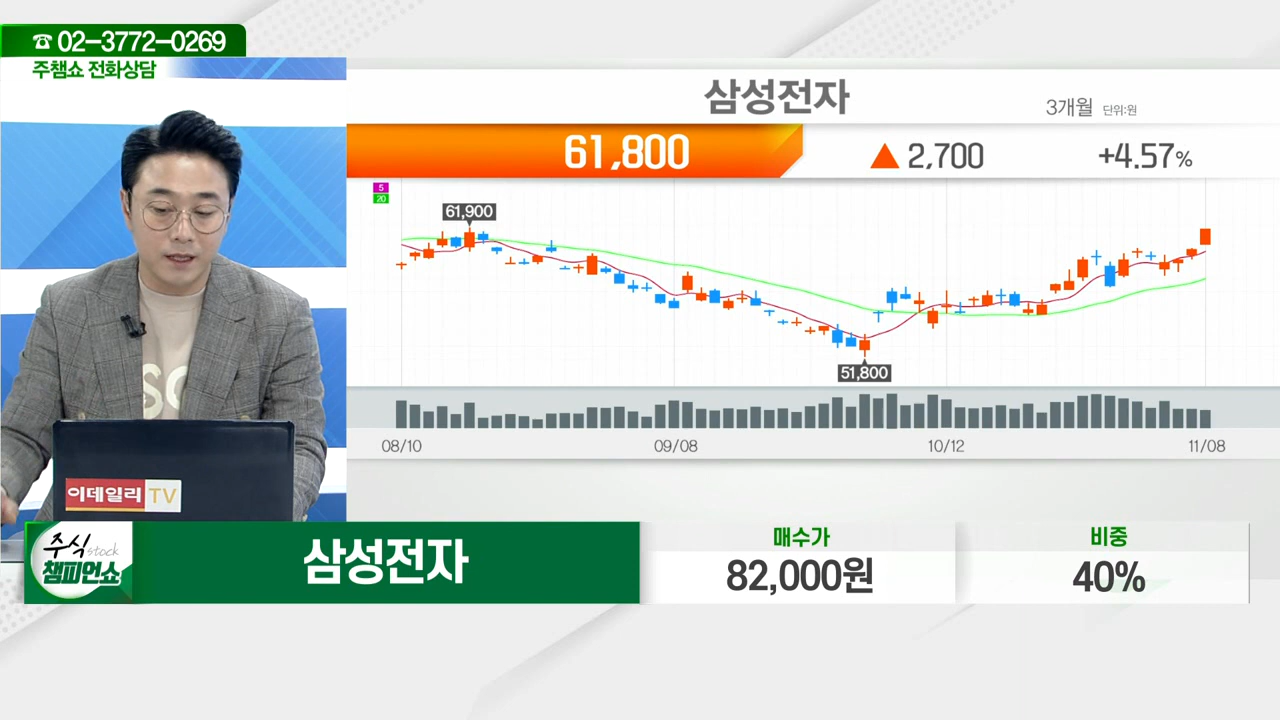 ☎ 02-3772-0269
주챔쇼 전화상담
삼성전자
3개월 단위:원
61,800 ▲ 2,700 +4.57%
5
20
61,900
51,800
08/10 09/08 10/12 11/08
이데일리 TV
주식 stock
챔피언쇼
삼성전자
매수가
82,000원
비중
40%